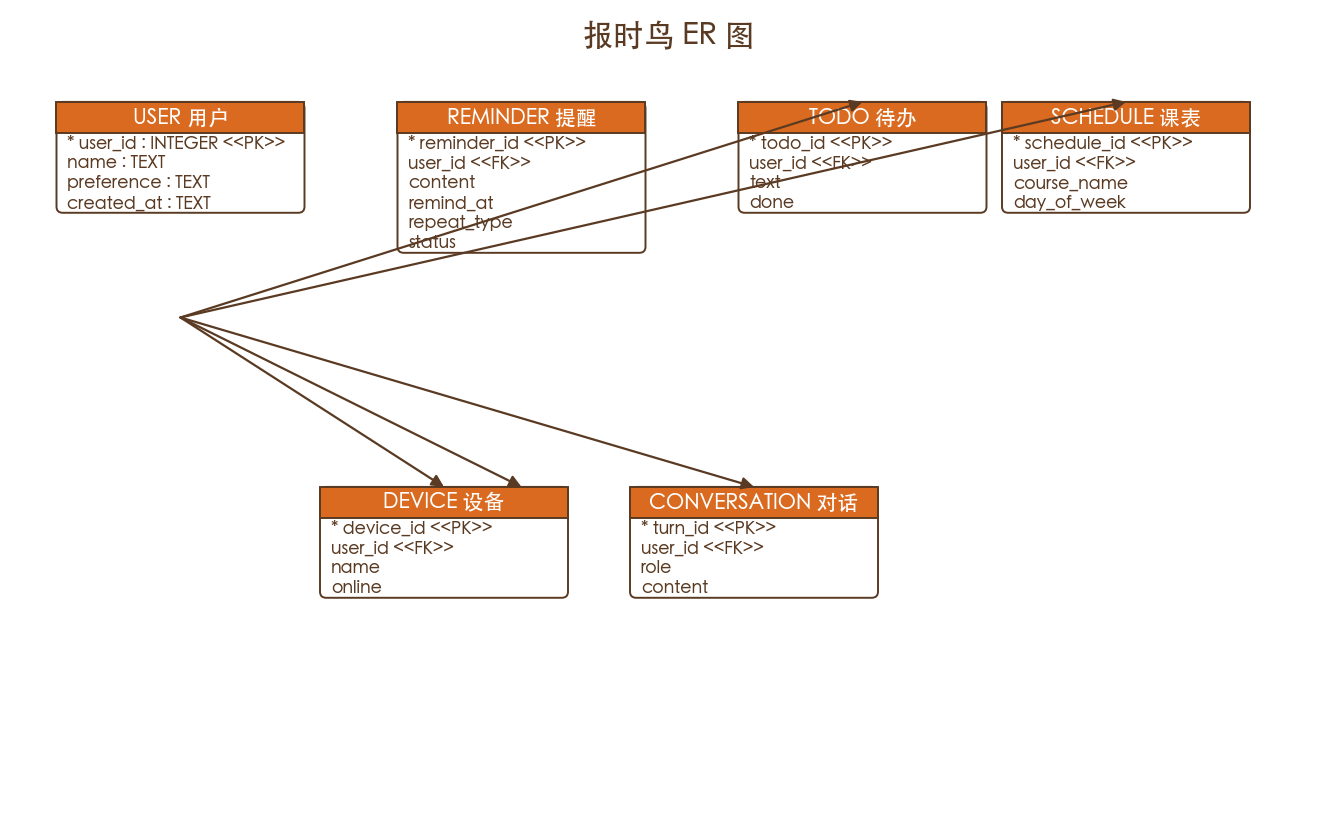 报时鸟 ER 图
USER 用户
* user_id : INTEGER <<PK>>
name : TEXT
preference : TEXT
created_at : TEXT
REMINDER 提醒
* reminder_id <<PK>>
user_id <<FK>>
content
remind_at
repeat_type
status
TODO 待办
* todo_id <<PK>>
user_id <<FK>>
text
done
SCHEDULE 课表
* schedule_id <<PK>>
user_id <<FK>>
course_name
day_of_week
DEVICE 设备
* device_id <<PK>>
user_id <<FK>>
name
online
CONVERSATION 对话
* turn_id <<PK>>
user_id <<FK>>
role
content